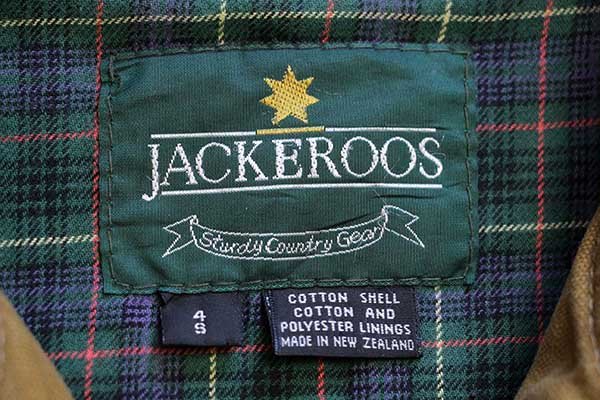 JACKEROOS
Sturdy Country Gear
4
S
COTTON SHELL
COTTON AND
POLYESTER LININGS
MADE IN NEW ZEALAND